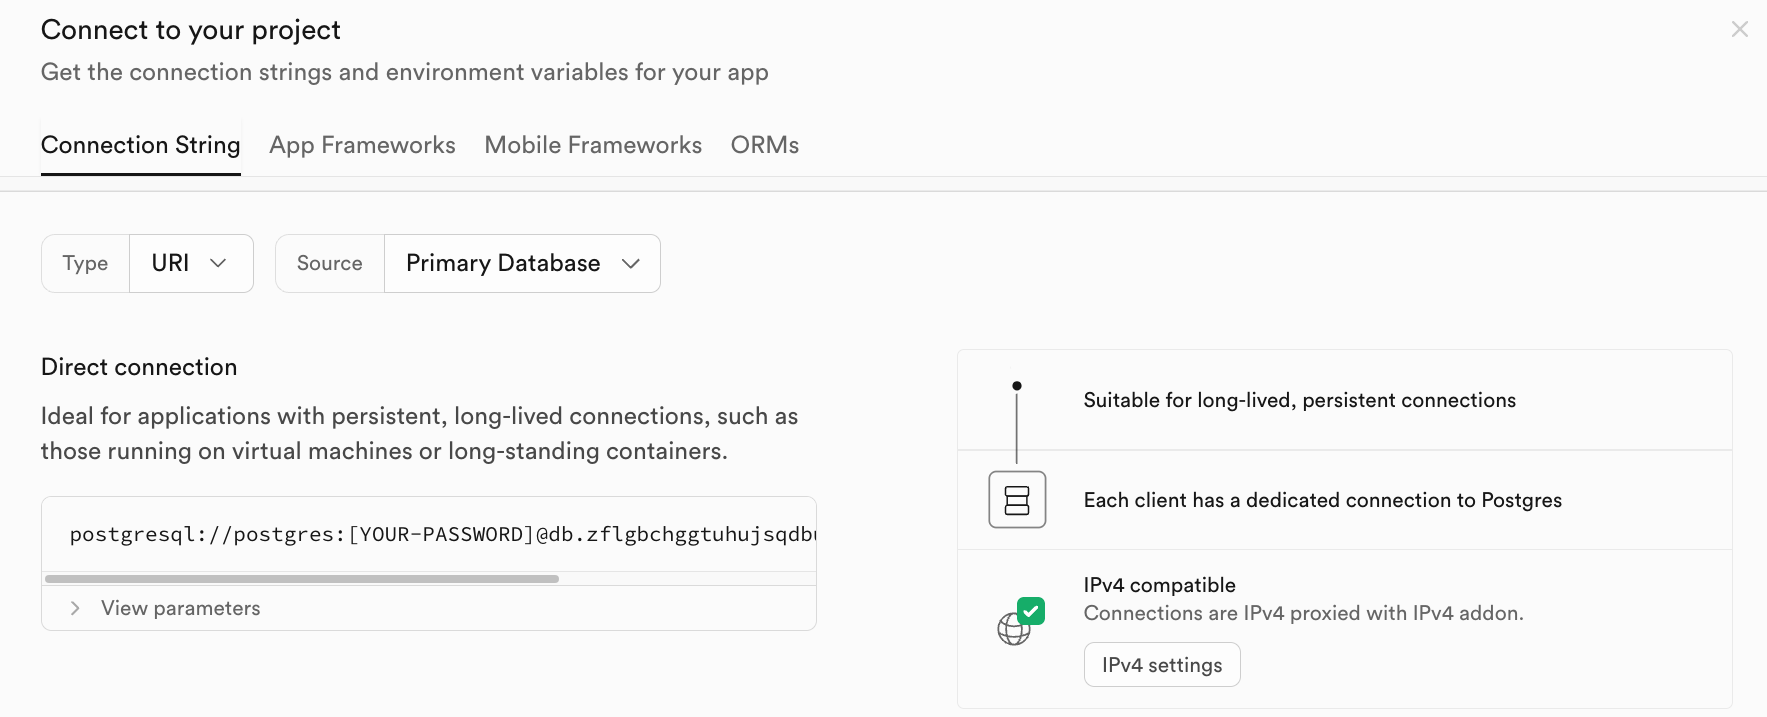 Connect to your project
Get the connection strings and environment variables for your app
Connection String App Frameworks Mobile Frameworks ORMs
Type URI Source Primary Database
Direct connection
Ideal for applications with persistent, long-lived connections, such as
those running on virtual machines or long-standing containers.
postgresql://postgres:[YOUR-PASSWORD]@db.zflgbchggtuhujsqdbu
View parameters
Suitable for long-lived, persistent connections
Each client has a dedicated connection to Postgres
IPv4 compatible
Connections are IPv4 proxied with IPv4 addon.
IPv4 settings